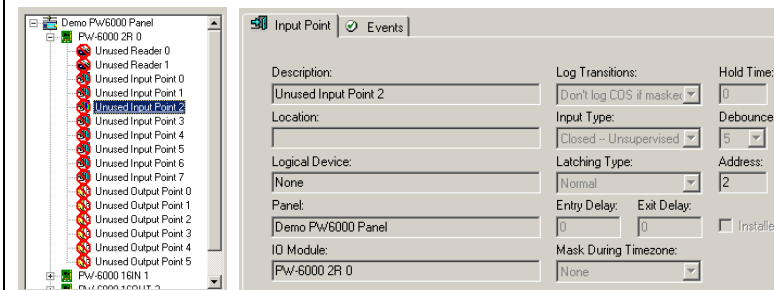 Demo PW6000 Panel
PW-6000 2R 0
Unused Reader 0
Unused Reader 1
Unused Input Point 0
Unused Input Point 1
Unused Input Point 2
Unused Input Point 3
Unused Input Point 4
Unused Input Point 5
Unused Input Point 6
Unused Input Point 7
Unused Output Point 0
Unused Output Point 1
Unused Output Point 2
Unused Output Point 3
Unused Output Point 4
Unused Output Point 5
PW-6000 16IN 1
PW-6000 16OUT 2
Input Point Events
Description: Log Transitions: Hold Time:
Unused Input Point 2 Don't log COS if masked 0
Location: Input Type: Debounce
Closed -- Unsupervised 5
Logical Device: Latching Type: Address:
None Normal 2
Panel: Entry Delay: Exit Delay:
Demo PW6000 Panel 0 0 Installe
IO Module: Mask During Timezone:
PW-6000 2R 0 None